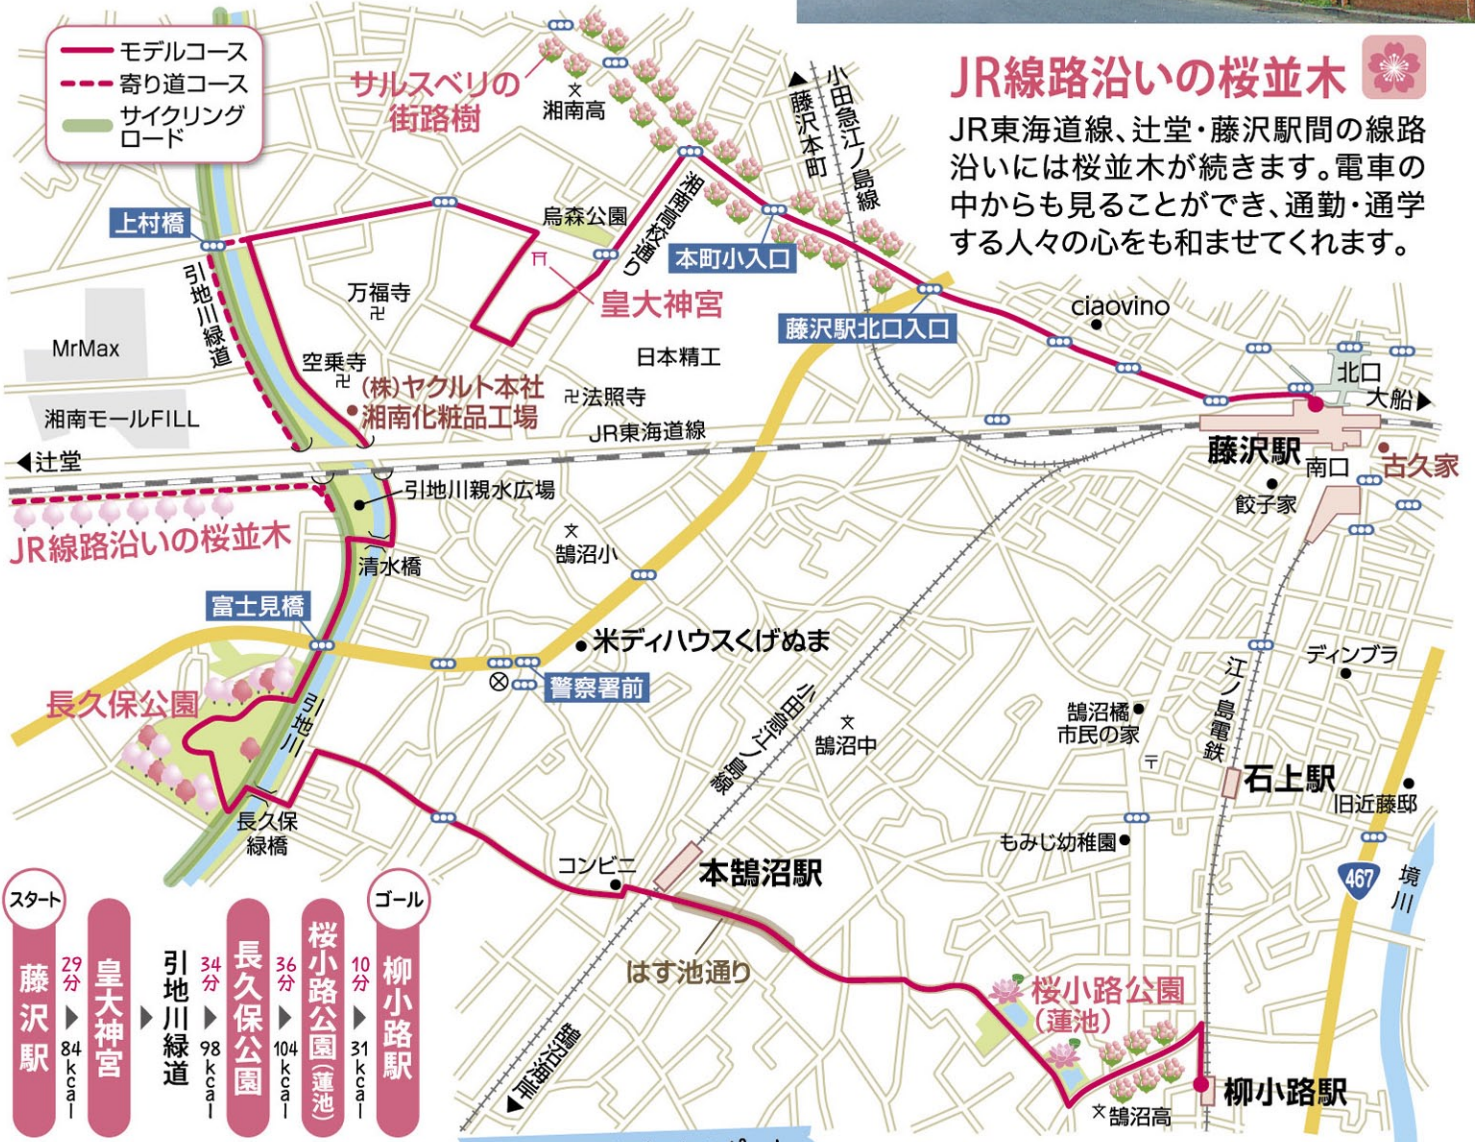 モデルコース
寄り道コース
サイクリング
ロード
サルスベリの
街路樹
湘南高
藤沢本町
小田急江ノ島線
JR線路沿いの桜並木
JR東海道線、辻堂・藤沢駅間の線路
沿いには桜並木が続きます。電車の
中からも見ることができ、通勤・通学
する人々の心をも和ませてくれます。
上村橋
烏森公園
湘南高校通り
本町小入口
引地川緑道
万福寺
皇大神宮
藤沢駅北口入口
ciaovino
MrMax
空乗寺
日本精工
(株)ヤクルト本社
湘南化粧品工場
法照寺
北口
大船
湘南モールFILL
JR東海道線
辻堂
藤沢駅
南口
古久家
餃子家
引地川親水広場
JR線路沿いの桜並木
鵠沼小
清水橋
富士見橋
米ディハウスくげぬま
警察署前
ディンブラ
長久保公園
引地川
小田急江ノ島線
鵠沼中
鵠沼橘
市民の家
〒
江ノ島電鉄
石上駅
旧近藤邸
長久保
緑橋
もみじ幼稚園
コンビニ
本鵠沼駅
467
境川
はす池通り
桜小路公園
(蓮池)
鵠沼海岸
柳小路駅
鵠沼高
スタート
藤沢駅
29分
84kcal
皇大神宮
引地川緑道
34分
98kcal
長久保公園
36分
104kcal
桜小路公園(蓮池)
10分
31kcal
ゴール
柳小路駅